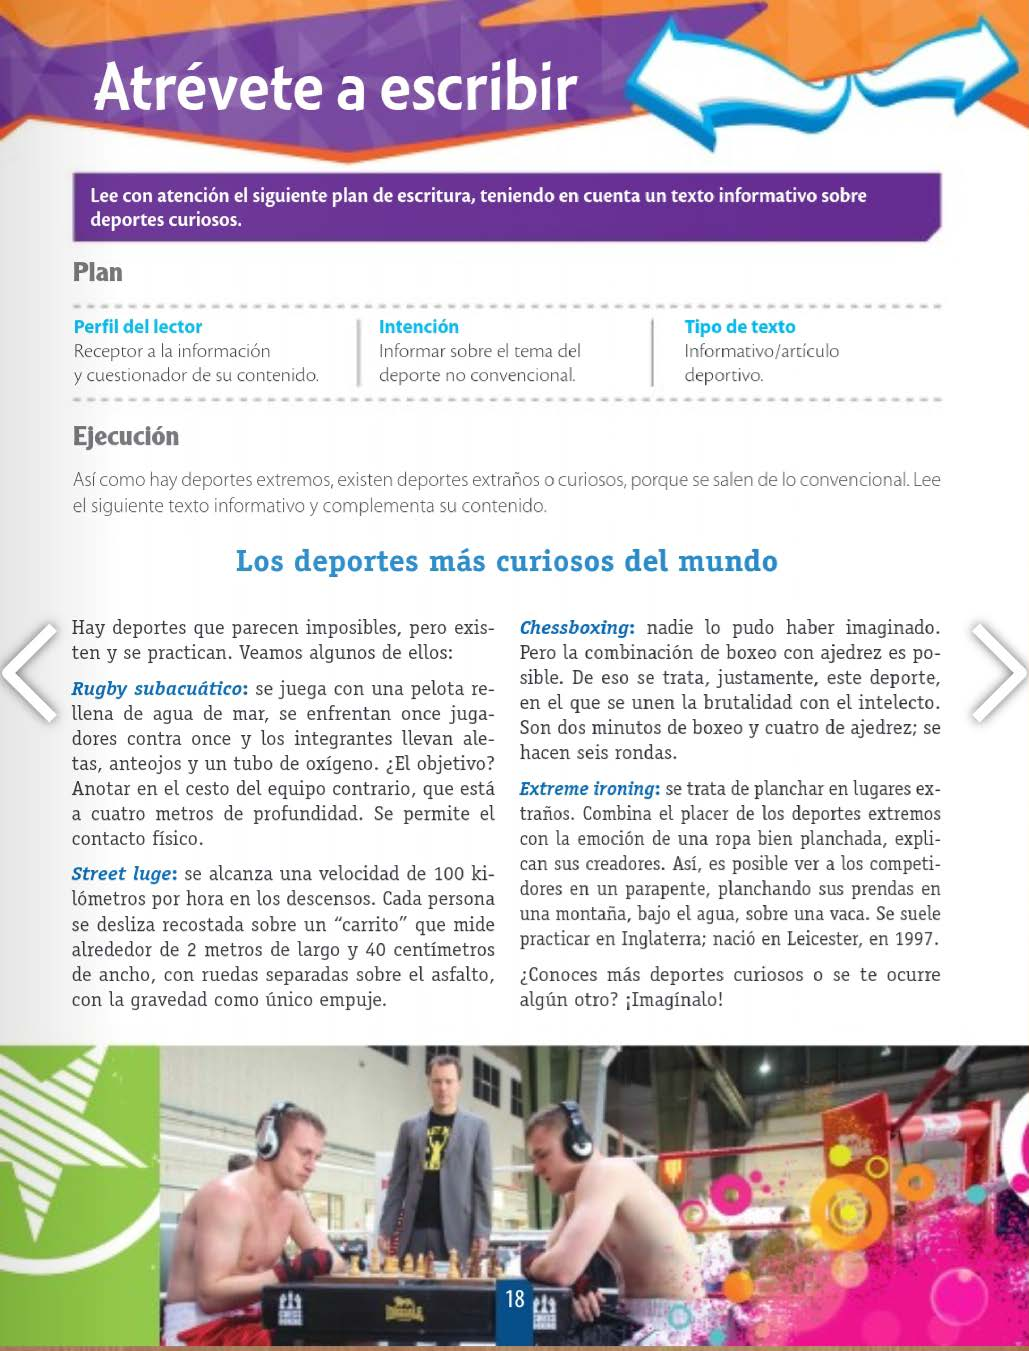 Atrévete a escribir
Lee con atención el siguiente plan de escritura, teniendo en cuenta un texto informativo sobre
deportes curiosos.
Plan
Perfil del lector
Receptor a la información
y cuestionador de su contenido.
Intención
Informar sobre el tema del
deporte no convencional.
Tipo de texto
Informativo/artículo
deportivo.
Ejecución
Así como hay deportes extremos, existen deportes extraños o curiosos, porque se salen de lo convencional. Lee
el siguiente texto informativo y complementa su contenido.
Los deportes más curiosos del mundo
Hay deportes que parecen imposibles, pero exis-
ten y se practican. Veamos algunos de ellos:
Rugby subacuático: se juega con una pelota re-
llena de agua de mar, se enfrentan once juga-
dores contra once y los integrantes llevan ale-
tas, anteojos y un tubo de oxígeno. ¿El objetivo?
Anotar en el cesto del equipo contrario, que está
a cuatro metros de profundidad. Se permite el
contacto físico.
Street luge: se alcanza una velocidad de 100 ki-
lómetros por hora en los descensos. Cada persona
se desliza recostada sobre un “carrito” que mide
alrededor de 2 metros de largo y 40 centímetros
de ancho, con ruedas separadas sobre el asfalto,
con la gravedad como único empuje.
Chessboxing: nadie lo pudo haber imaginado.
Pero la combinación de boxeo con ajedrez es po-
sible. De eso se trata, justamente, este deporte,
en el que se unen la brutalidad con el intelecto.
Son dos minutos de boxeo y cuatro de ajedrez; se
hacen seis rondas.
Extreme ironing: se trata de planchar en lugares ex-
traños. Combina el placer de los deportes extremos
con la emoción de una ropa bien planchada, expli-
can sus creadores. Así, es posible ver a los competi-
dores en un parapente, planchando sus prendas en
una montaña, bajo el agua, sobre una vaca. Se suele
practicar en Inglaterra; nació en Leicester, en 1997.
¿Conoces más deportes curiosos o se te ocurre
algún otro? ¡Imagínalo!
CHESS
BOXING
LONSDALE
18
CHESS
BOXING